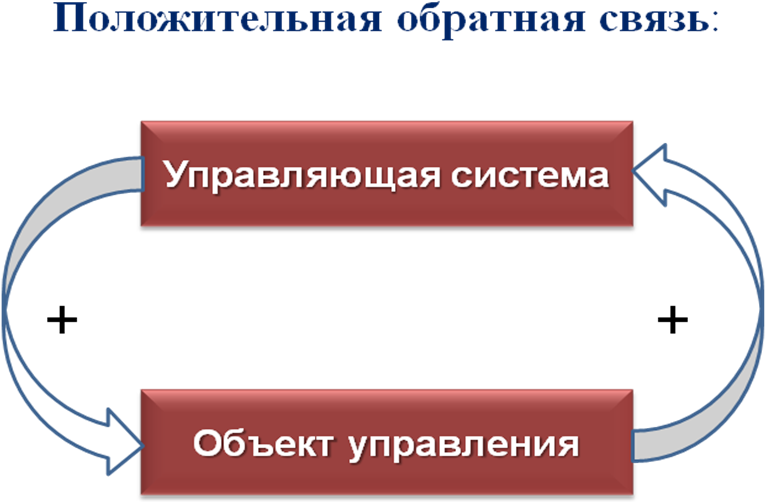 Положительная обратная связь:
Управляющая система
+ +
Объект управления